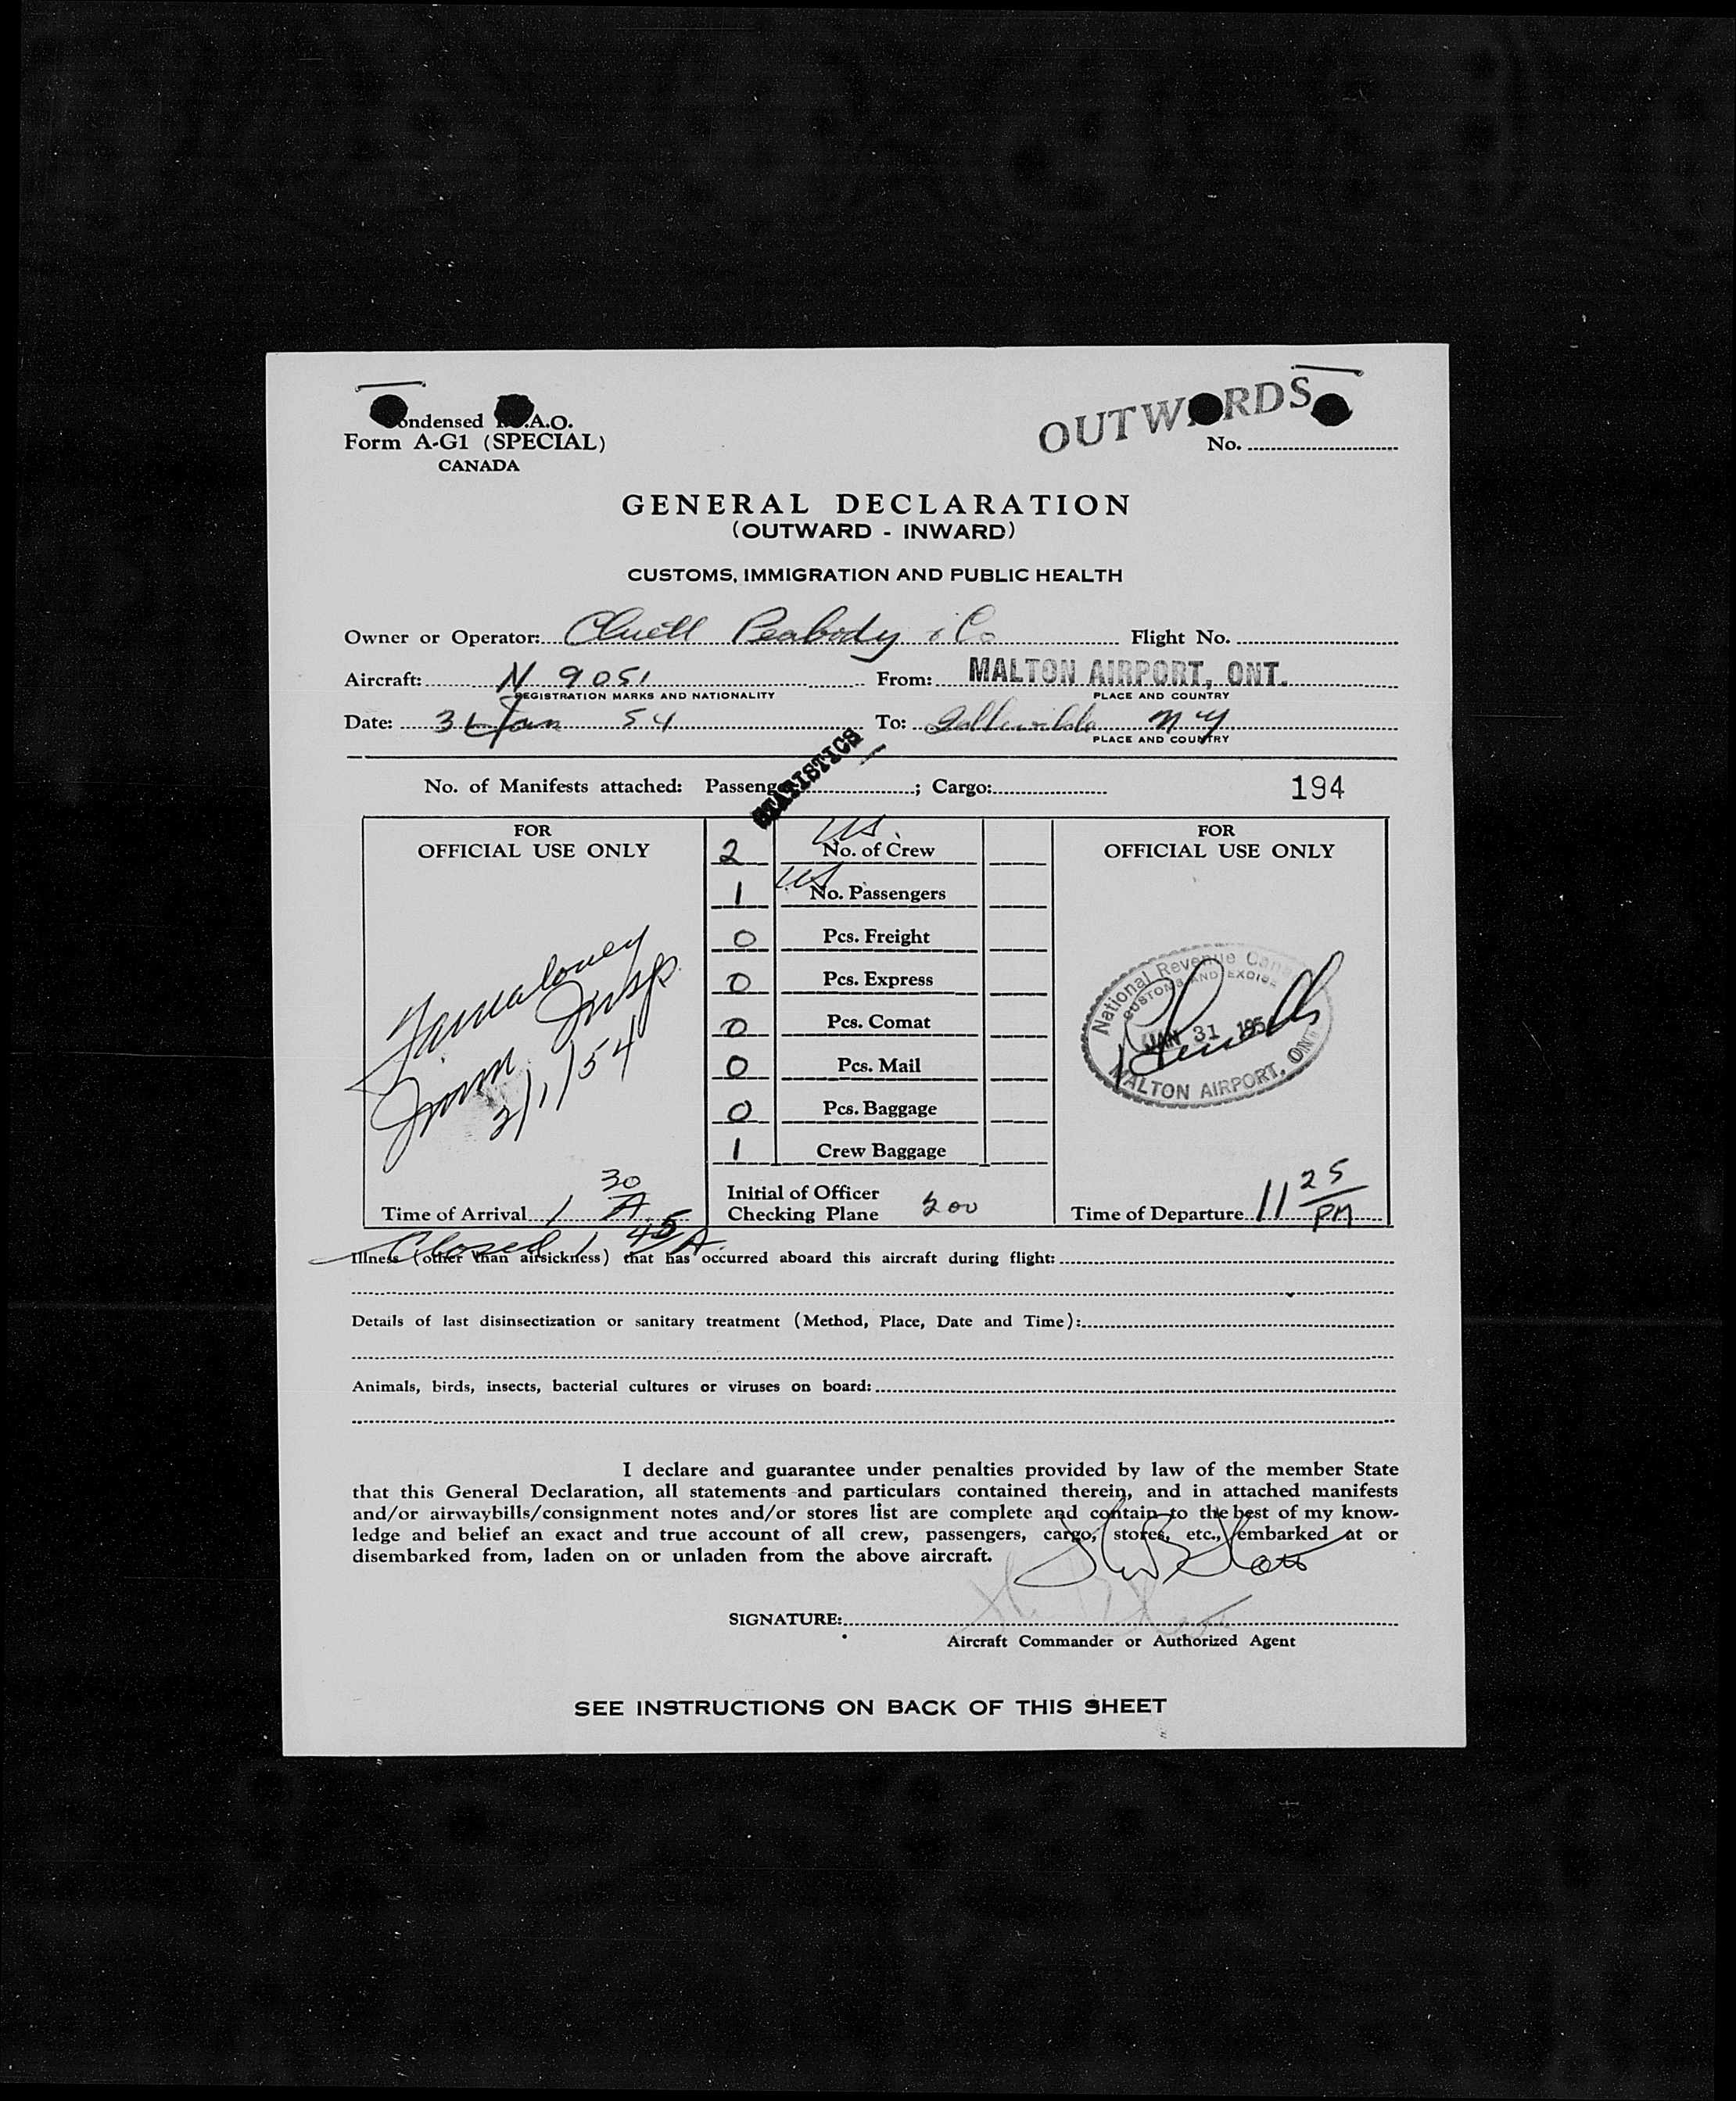 OUTWARDS
ondensed .A.O.
Form A-G1 (SPECIAL)
CANADA
No.
GENERAL DECLARATION
(OUTWARD - INWARD)
CUSTOMS, IMMIGRATION AND PUBLIC HEALTH
Owner or Operator: Cluett Peabody & Co Flight No.
Aircraft: N 9051 From: MALTON AIRPORT, ONT.
REGISTRATION MARKS AND NATIONALITY PLACE AND COUNTRY
Date: 31 Jan 54 To: Idlewilde NY
PLACE AND COUNTRY
STATISTICS
No. of Manifests attached: Passenge ; Cargo: 194
FOR
OFFICIAL USE ONLY
Immn Insp
3/1/54
Time of Arrival 1 30 A
Closed 1 45 A
US
2 No. of Crew
US
1 No. Passengers
0 Pcs. Freight
0 Pcs. Express
0 Pcs. Comat
0 Pcs. Mail
0 Pcs. Baggage
1 Crew Baggage
Initial of Officer
Checking Plane
FOR
OFFICIAL USE ONLY
National Revenue Canada
CUSTOMS AND EXCISE
JAN 31 1954
MALTON AIRPORT, ONT.
Time of Departure 11 25 PM
Illness (other than airsickness) that has occurred aboard this aircraft during flight:
Details of last disinsectization or sanitary treatment (Method, Place, Date and Time):
Animals, birds, insects, bacterial cultures or viruses on board:
I declare and guarantee under penalties provided by law of the member State
that this General Declaration, all statements and particulars contained therein, and in attached manifests
and/or airwaybills/consignment notes and/or stores list are complete and contain to the best of my know-
ledge and belief an exact and true account of all crew, passengers, cargo, stores, etc., embarked at or
disembarked from, laden on or unladen from the above aircraft.
SIGNATURE:
Aircraft Commander or Authorized Agent
SEE INSTRUCTIONS ON BACK OF THIS SHEET